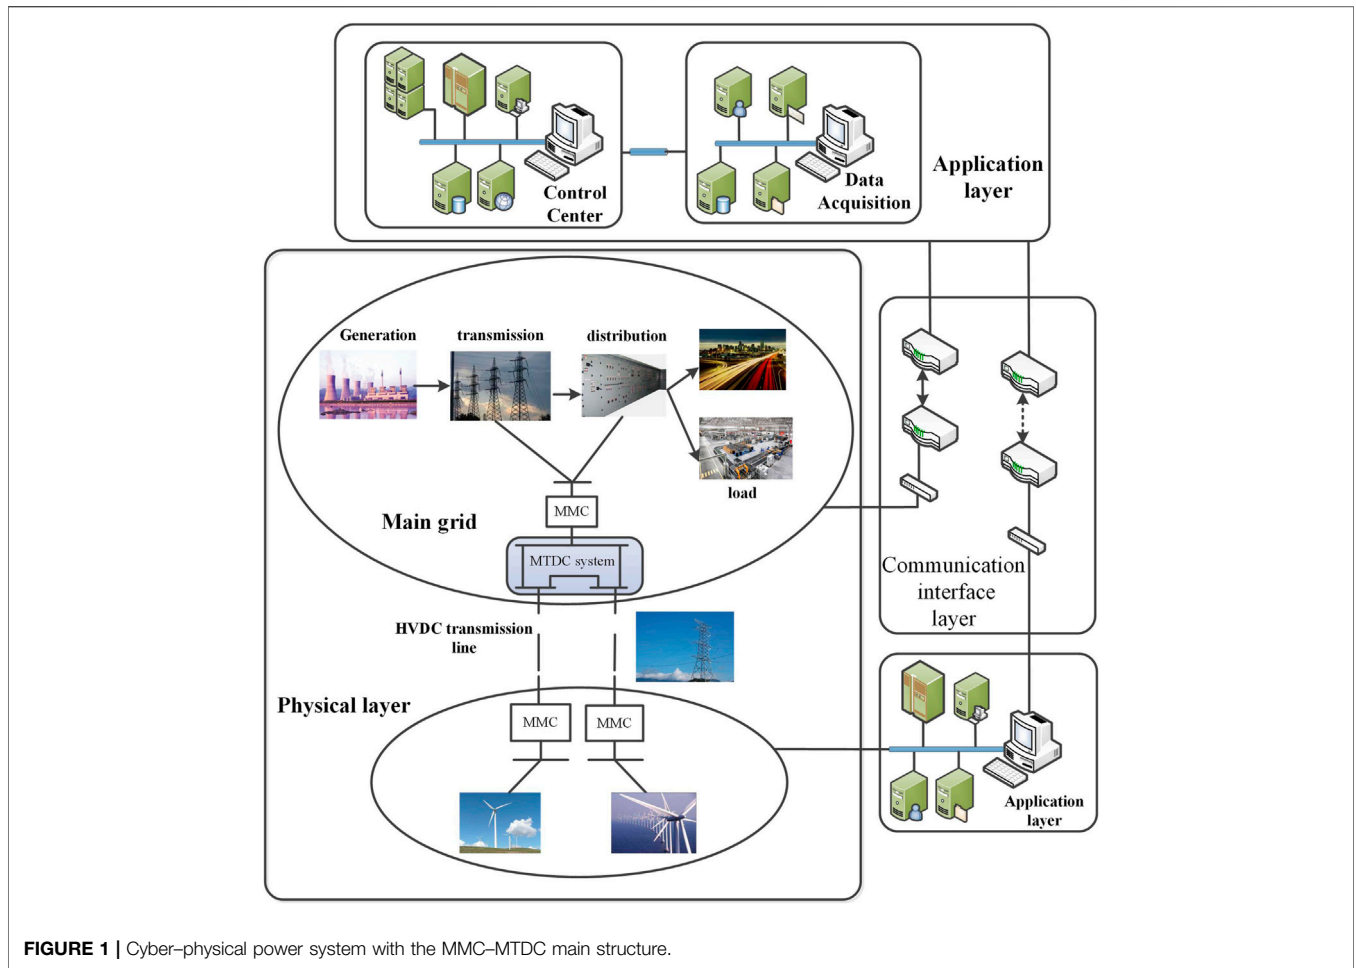 Control
Center
Data
Acquisition
Application
layer
Generation
transmission
distribution
load
MMC
Main grid
MTDC system
HVDC transmission
line
Physical layer
MMC
MMC
Communication
interface
layer
Application
layer
FIGURE 1 | Cyber–physical power system with the MMC–MTDC main structure.